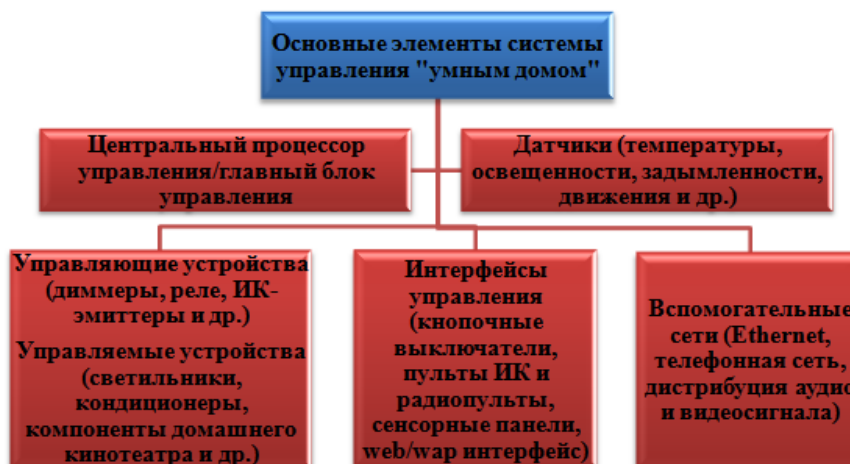 Основные элементы системы
управления "умным домом"
Центральный процессор
управления/главный блок
управления
Датчики (температуры,
освещенности, задымленности,
движения и др.)
Управляющие устройства
(диммеры, реле, ИК-
эмиттеры и др.)
Управляемые устройства
(светильники,
кондиционеры,
компоненты домашнего
кинотеатра и др.)
Интерфейсы
управления
(кнопочные
выключатели,
пульты ИК и
радиопульты,
сенсорные панели,
web/wap интерфейс)
Вспомогательные
сети (Ethernet,
телефонная сеть,
дистрибуция аудио
и видеосигнала)